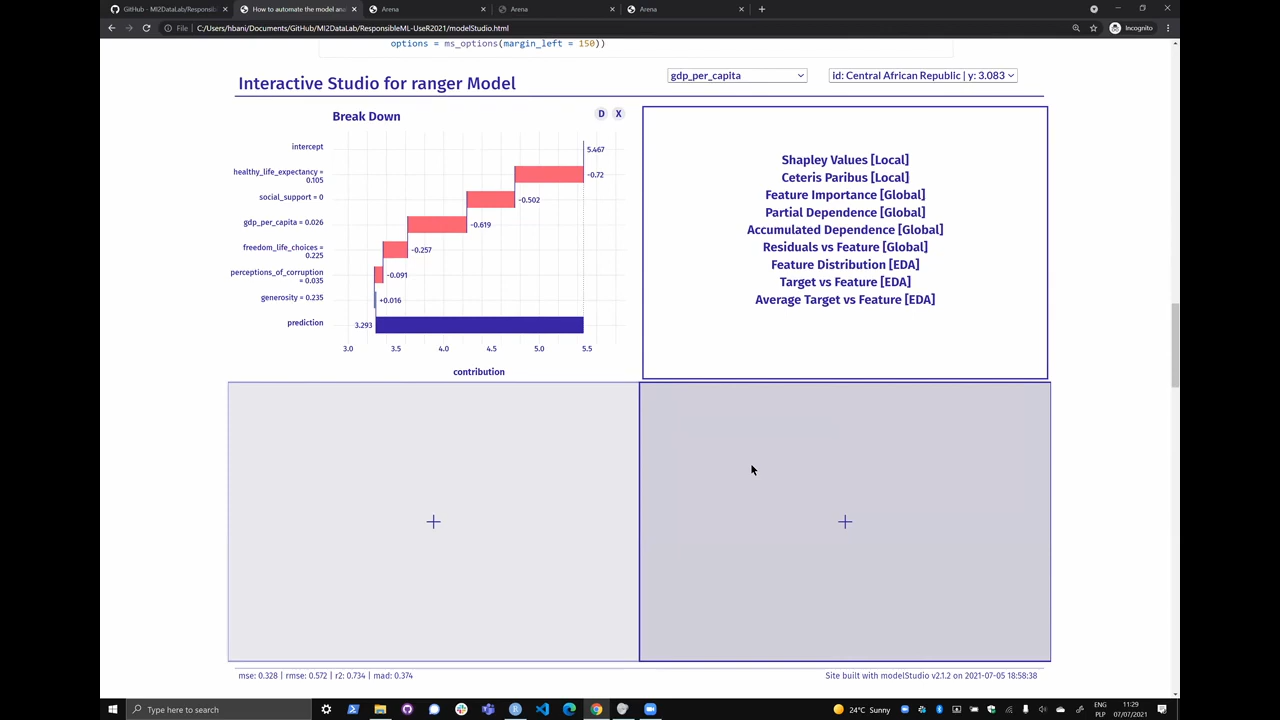 GitHub - MI2DataLab/Responsibl
How to automate the model ana
Arena
Arena
Arena
File | C:/Users/hbani/Documents/GitHub/MI2DataLab/ResponsibleML-UseR2021/modelStudio.html
Incognito
options = ms_options(margin_left = 150))
Interactive Studio for ranger Model
gdp_per_capita
id: Central African Republic | y: 3.083
Break Down
D X
intercept
5.467
healthy_life_expectancy =
0.105
-0.72
social_support = 0
-0.502
gdp_per_capita = 0.026
-0.619
freedom_life_choices =
0.225
-0.257
perceptions_of_corruption
= 0.035
-0.091
generosity = 0.235
+0.016
prediction
3.293
3.0 3.5 4.0 4.5 5.0 5.5
contribution
Shapley Values [Local]
Ceteris Paribus [Local]
Feature Importance [Global]
Partial Dependence [Global]
Accumulated Dependence [Global]
Residuals vs Feature [Global]
Feature Distribution [EDA]
Target vs Feature [EDA]
Average Target vs Feature [EDA]
mse: 0.328 | rmse: 0.572 | r2: 0.734 | mad: 0.374
Site built with modelStudio v2.1.2 on 2021-07-05 18:58:38
Type here to search
24°C Sunny
ENG
PLP
11:29
07/07/2021